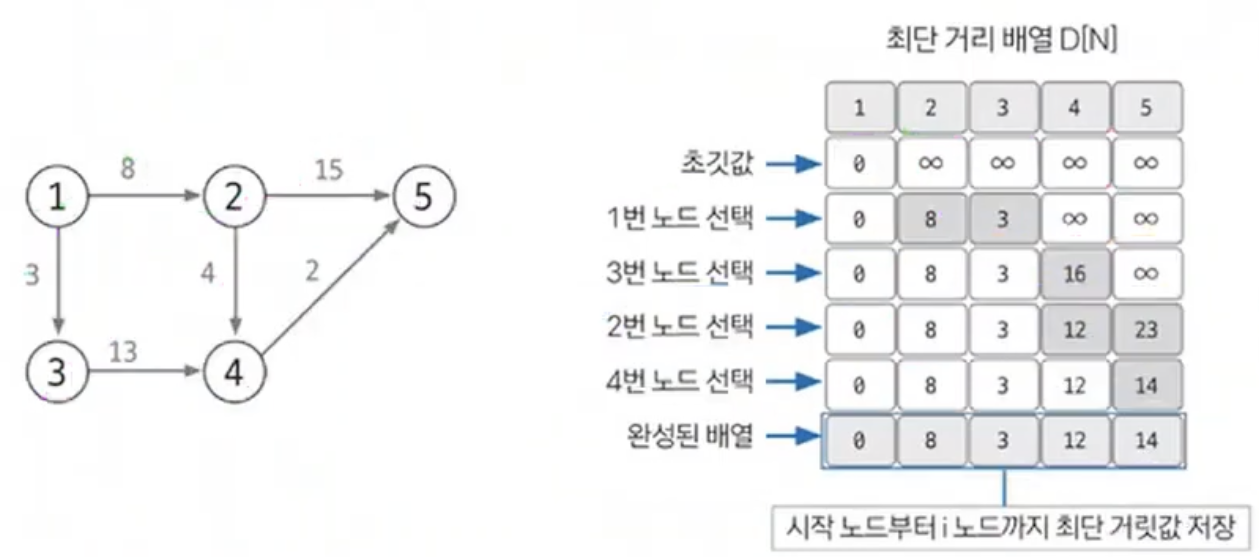 8
15
1
2
5
3
4
2
13
3
4
최단 거리 배열 D[N]
1 2 3 4 5
초깃값 0 ∞ ∞ ∞ ∞
1번 노드 선택 0 8 3 ∞ ∞
3번 노드 선택 0 8 3 16 ∞
2번 노드 선택 0 8 3 12 23
4번 노드 선택 0 8 3 12 14
완성된 배열 0 8 3 12 14
시작 노드부터 i 노드까지 최단 거릿값 저장